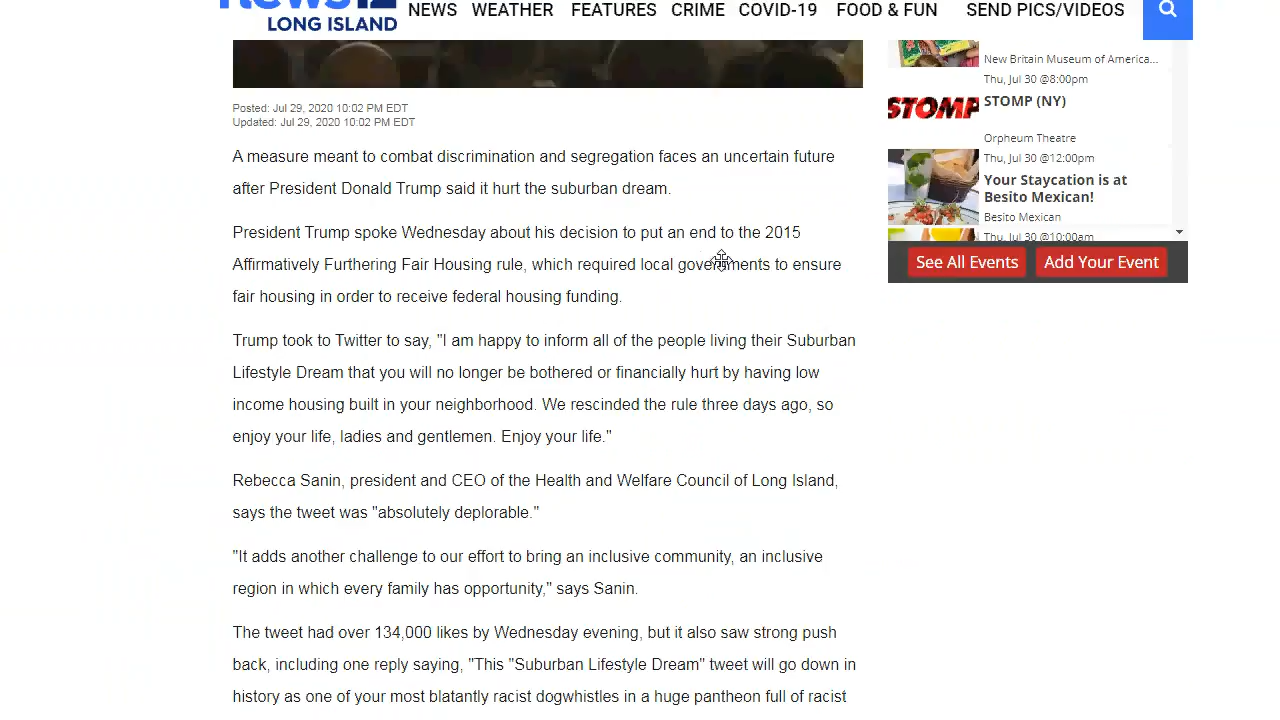 news12
LONG ISLAND
NEWS WEATHER FEATURES CRIME COVID-19 FOOD & FUN SEND PICS/VIDEOS
Posted: Jul 29, 2020 10:02 PM EDT
Updated: Jul 29, 2020 10:02 PM EDT
A measure meant to combat discrimination and segregation faces an uncertain future
after President Donald Trump said it hurt the suburban dream.
President Trump spoke Wednesday about his decision to put an end to the 2015
Affirmatively Furthering Fair Housing rule, which required local governments to ensure
fair housing in order to receive federal housing funding.
Trump took to Twitter to say, "I am happy to inform all of the people living their Suburban
Lifestyle Dream that you will no longer be bothered or financially hurt by having low
income housing built in your neighborhood. We rescinded the rule three days ago, so
enjoy your life, ladies and gentlemen. Enjoy your life."
Rebecca Sanin, president and CEO of the Health and Welfare Council of Long Island,
says the tweet was "absolutely deplorable."
"It adds another challenge to our effort to bring an inclusive community, an inclusive
region in which every family has opportunity," says Sanin.
The tweet had over 134,000 likes by Wednesday evening, but it also saw strong push
back, including one reply saying, "This "Suburban Lifestyle Dream" tweet will go down in
history as one of your most blatantly racist dogwhistles in a huge pantheon full of racist
New Britain Museum of America...
Thu, Jul 30 @8:00pm
STOMP
STOMP (NY)
Orpheum Theatre
Thu, Jul 30 @12:00pm
Your Staycation is at
Besito Mexican!
Besito Mexican
Thu, Jul 30 @10:00am
See All Events Add Your Event